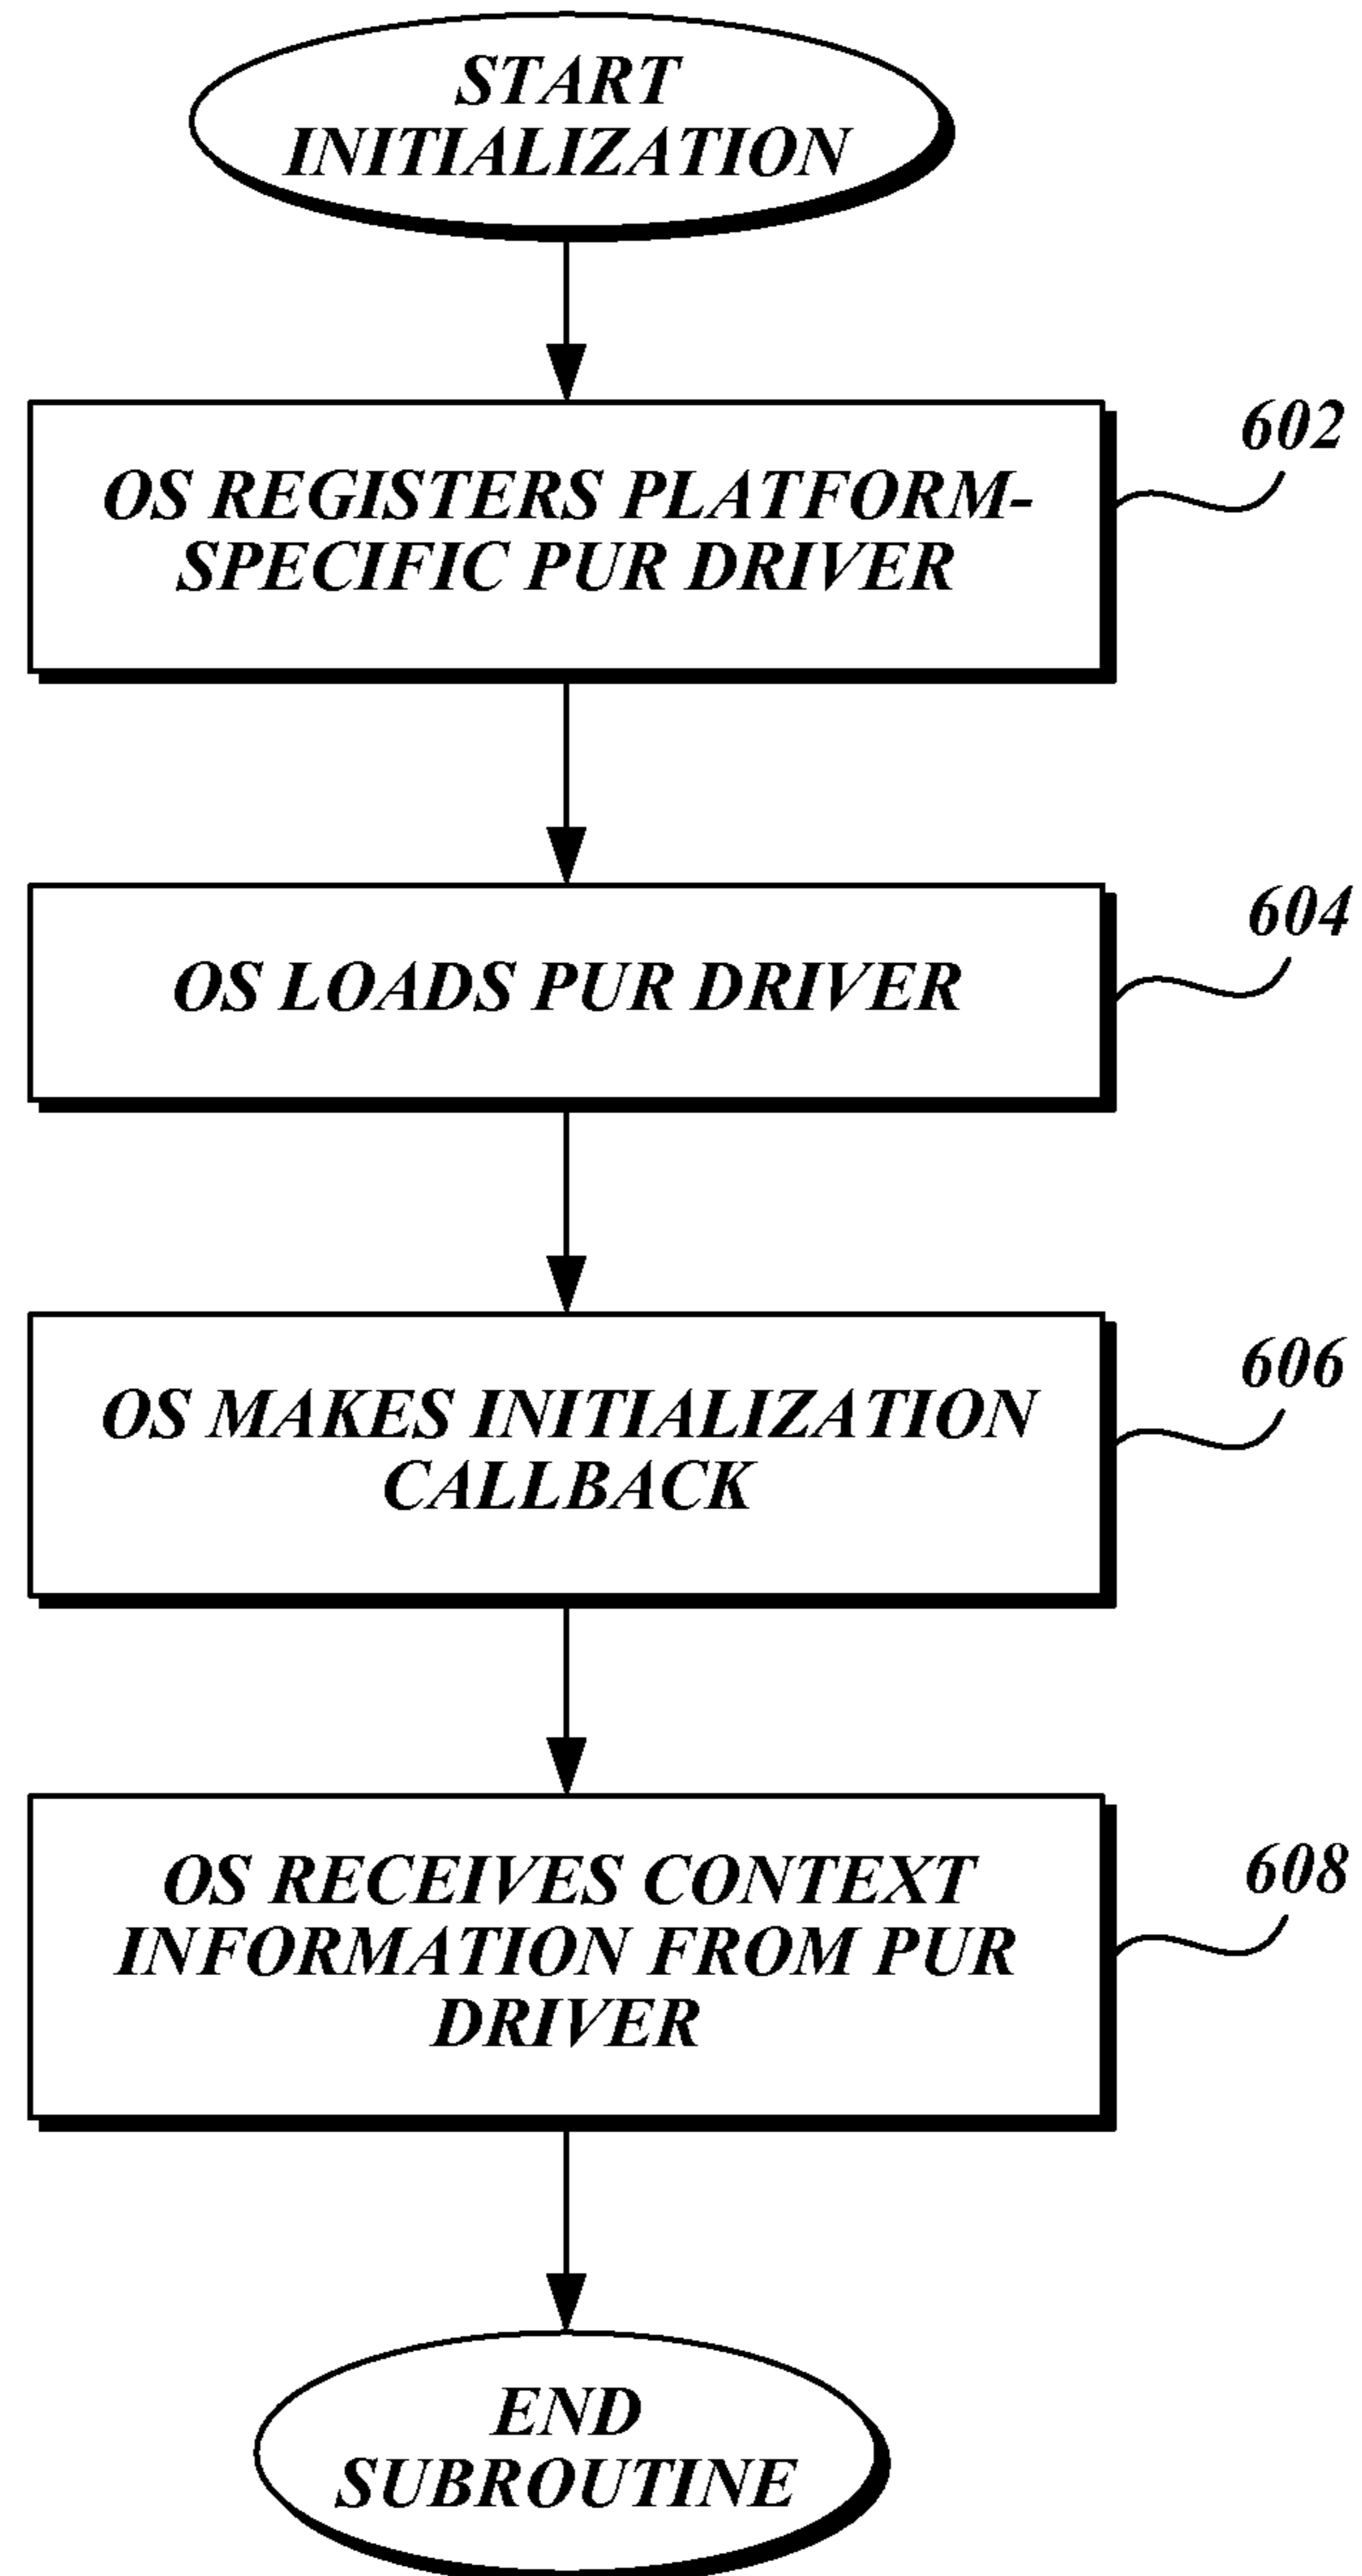 START
INITIALIZATION
602
OS REGISTERS PLATFORM-
SPECIFIC PUR DRIVER
604
OS LOADS PUR DRIVER
606
OS MAKES INITIALIZATION
CALLBACK
608
OS RECEIVES CONTEXT
INFORMATION FROM PUR
DRIVER
END
SUBROUTINE